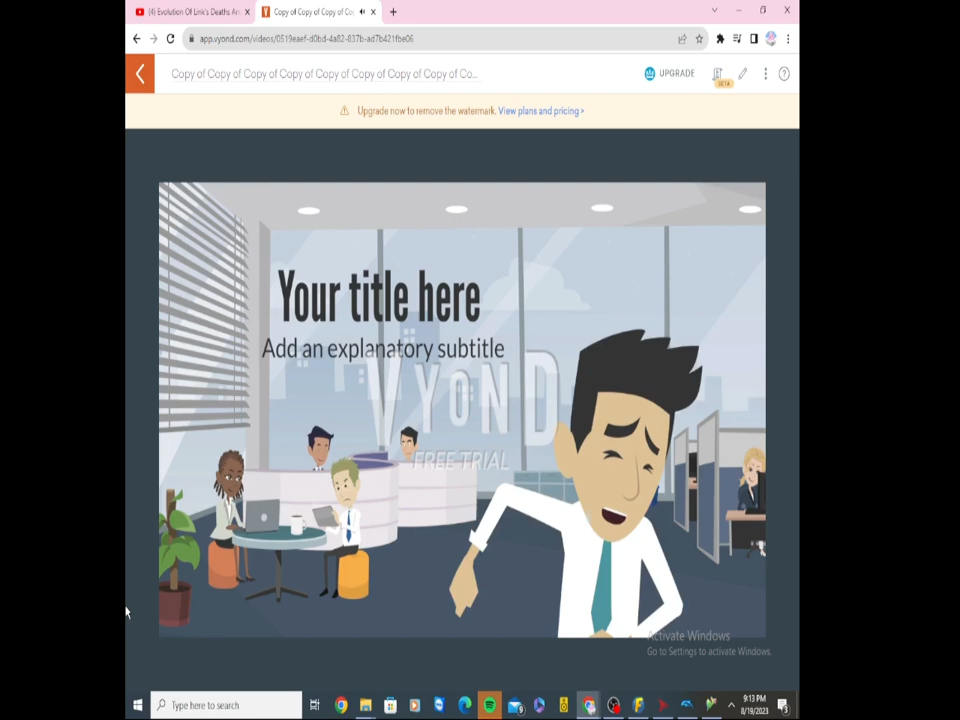 (4) Evolution Of Link's Deaths An
Copy of Copy of Copy of Co
app.vyond.com/videos/0519eaef-d0bd-4a82-837b-ad7b421fbe06
Copy of Copy of Copy of Copy of Copy of Copy of Copy of Copy of Co...
UPGRADE
BETA
Upgrade now to remove the watermark. View plans and pricing >
Your title here
Add an explanatory subtitle
VYOND
FREE TRIAL
Activate Windows
Go to Settings to activate Windows.
Type here to search
9:13 PM
8/19/2023